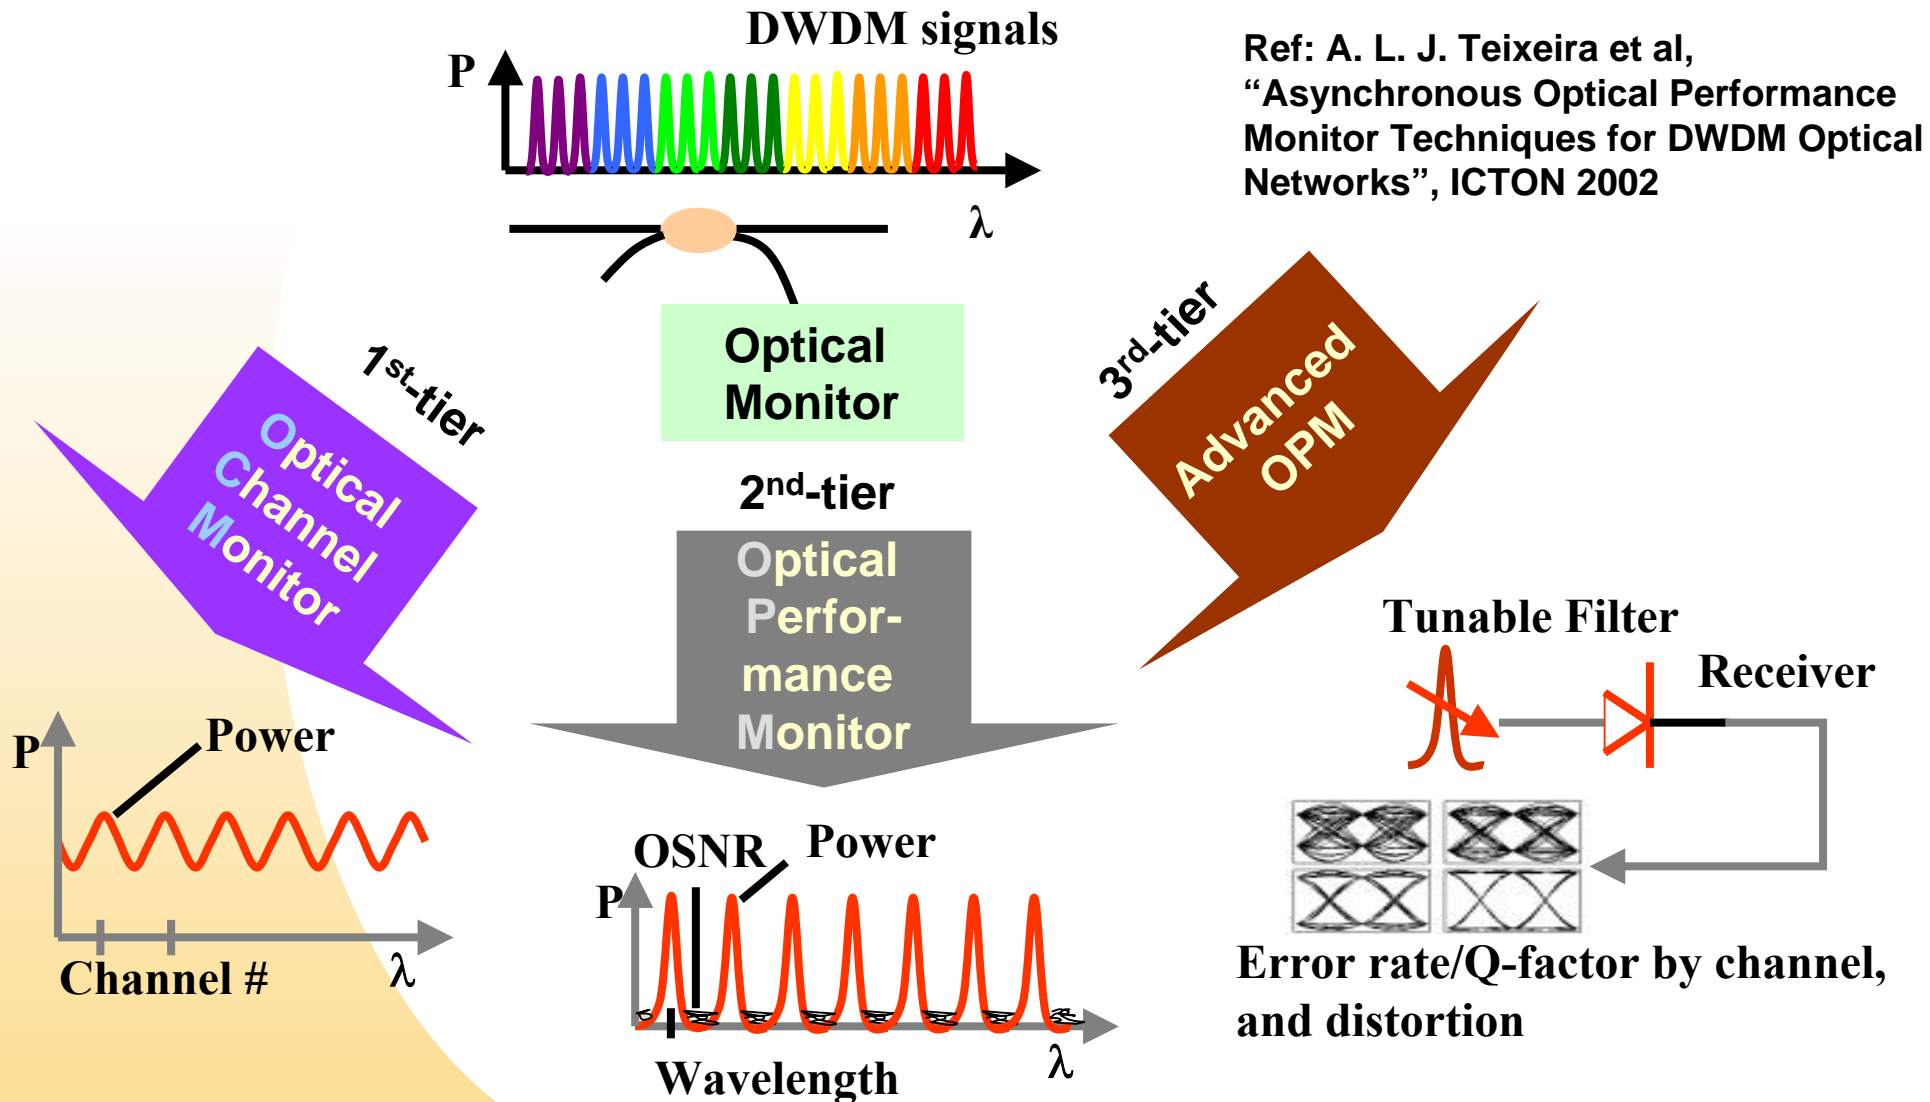 DWDM signals
P
λ
Ref: A. L. J. Teixeira et al,
“Asynchronous Optical Performance
Monitor Techniques for DWDM Optical
Networks”, ICTON 2002
Optical
Monitor
1st-tier
Optical
Channel
Monitor
2nd-tier
Optical
Perfor-
mance
Monitor
3rd-tier
Advanced
OPM
P
Power
Channel #
λ
OSNR
Power
P
Wavelength
λ
Tunable Filter
Receiver
Error rate/Q-factor by channel,
and distortion